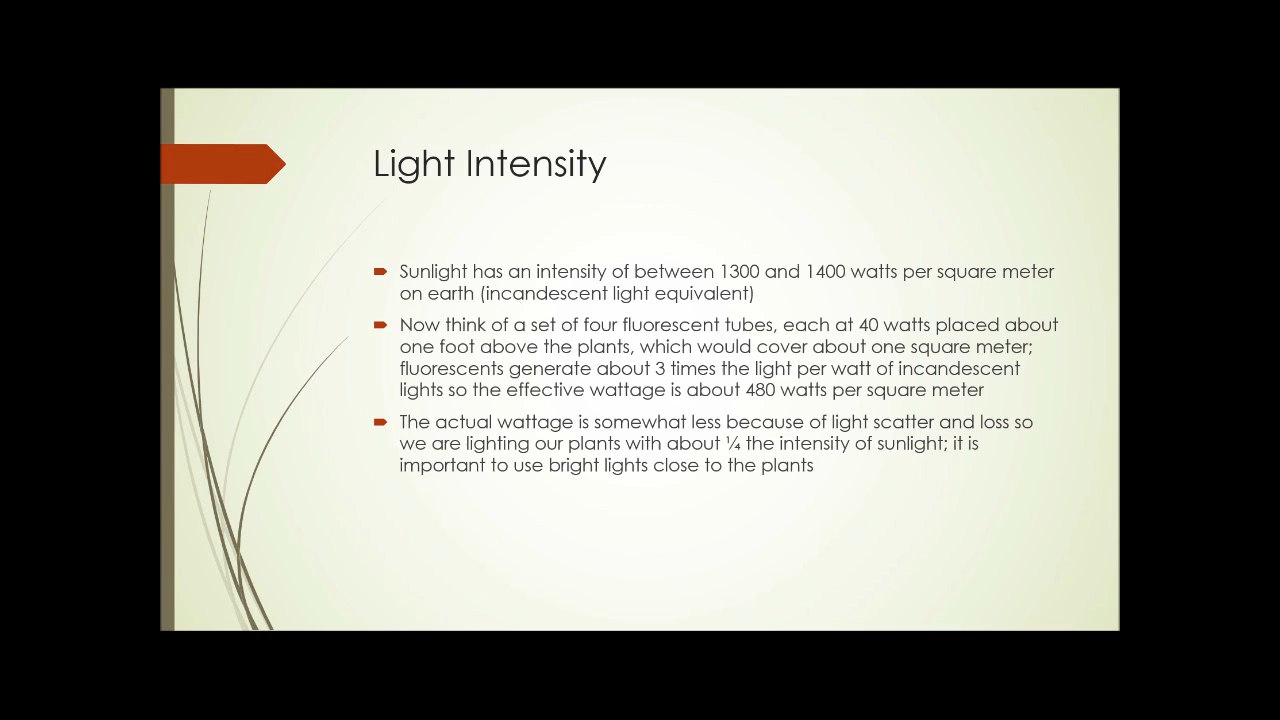 Light Intensity
Sunlight has an intensity of between 1300 and 1400 watts per square meter
on earth (incandescent light equivalent)
Now think of a set of four fluorescent tubes, each at 40 watts placed about
one foot above the plants, which would cover about one square meter;
fluorescents generate about 3 times the light per watt of incandescent
lights so the effective wattage is about 480 watts per square meter
The actual wattage is somewhat less because of light scatter and loss so
we are lighting our plants with about ¼ the intensity of sunlight; it is
important to use bright lights close to the plants